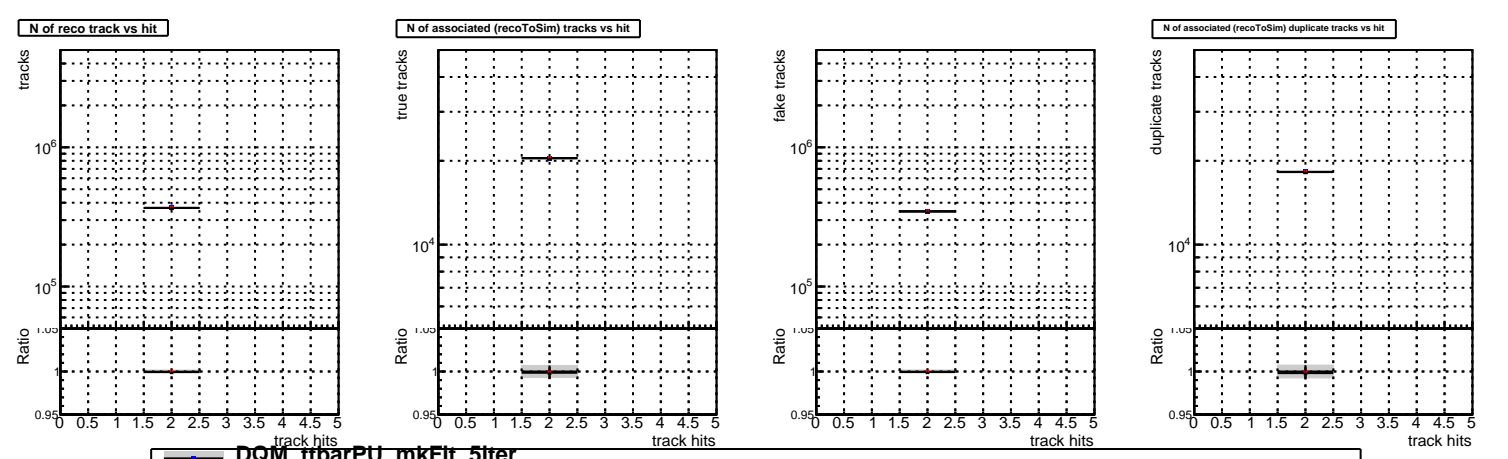 N of reco track vs hit
tracks
10^6
10^5
1.05
Ratio
1
0.95
0 0.5 1 1.5 2 2.5 3 3.5 4 4.5 5
track hits
N of associated (recoToSim) tracks vs hit
true tracks
10^4
1.05
Ratio
1
0.95
0 0.5 1 1.5 2 2.5 3 3.5 4 4.5 5
track hits
fake tracks
10^6
10^5
1.05
Ratio
1
0.95
0 0.5 1 1.5 2 2.5 3 3.5 4 4.5 5
track hits
N of associated (recoToSim) duplicate tracks vs hit
duplicate tracks
10^4
1.05
Ratio
1
0.95
0 0.5 1 1.5 2 2.5 3 3.5 4 4.5 5
track hits
DQM_ttbarPU_mkFit_5iter